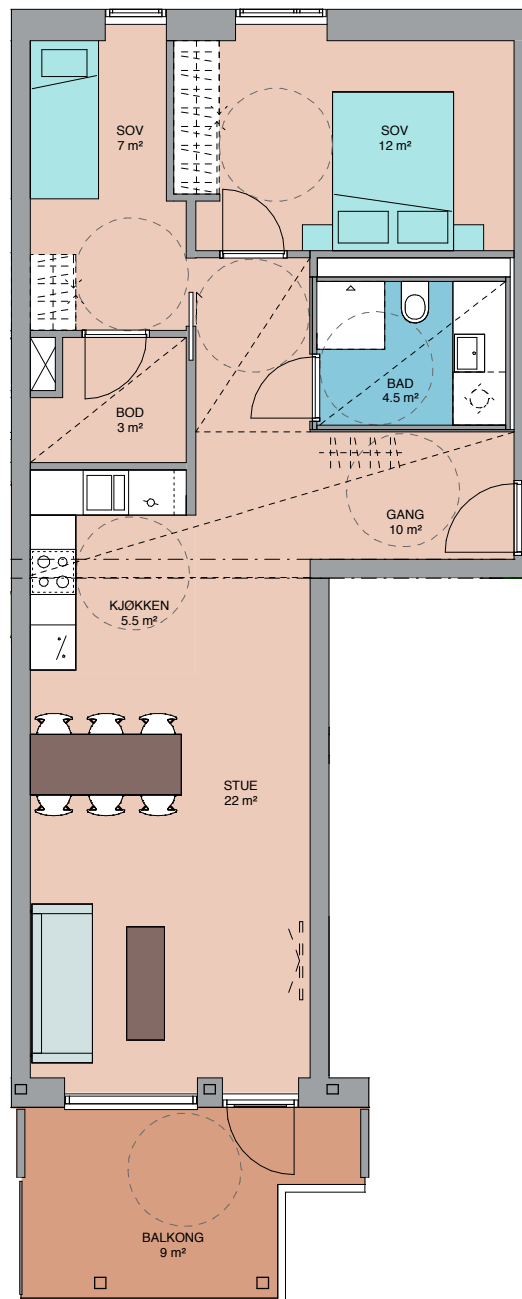 SOV
7 m²
SOV
12 m²
BAD
4.5 m²
BOD
3 m²
GANG
10 m²
KJØKKEN
5.5 m²
STUE
22 m²
BALKONG
9 m²